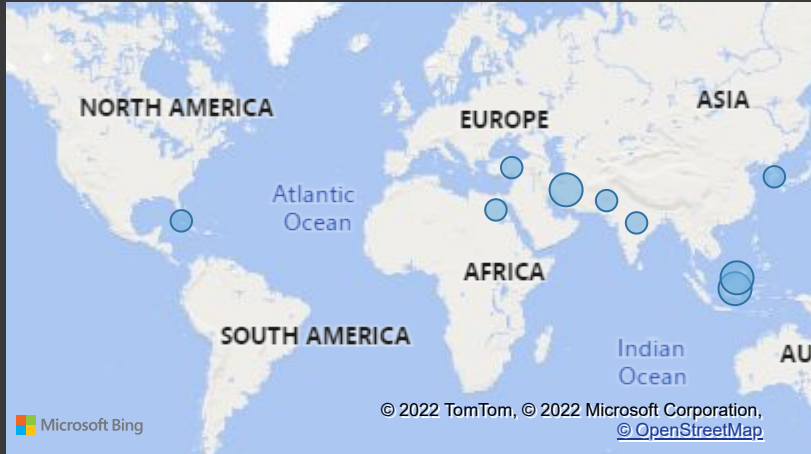 NORTH AMERICA
EUROPE
ASIA
Atlantic
Ocean
AFRICA
SOUTH AMERICA
Indian
Ocean
AU
© 2022 TomTom, © 2022 Microsoft Corporation,
© OpenStreetMap
Microsoft Bing